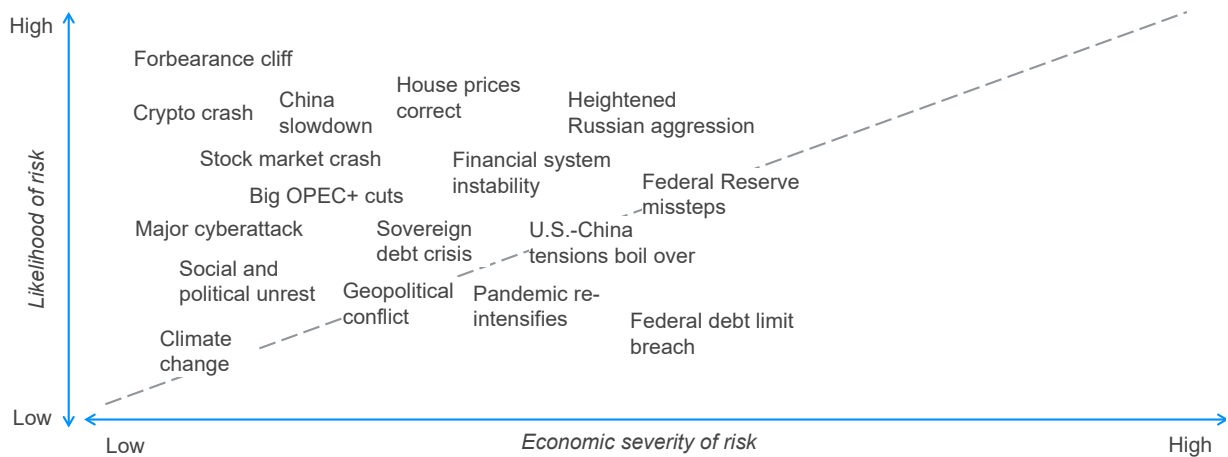 High
Forbearance cliff
House prices
correct
Crypto crash
China
slowdown
Heightened
Russian aggression
Stock market crash
Financial system
instability
Federal Reserve
missteps
Big OPEC+ cuts
Major cyberattack
Sovereign
debt crisis
U.S.-China
tensions boil over
Social and
political unrest
Geopolitical
conflict
Pandemic re-
intensifies
Federal debt limit
breach
Climate
change
Likelihood of risk
Low
Low
Economic severity of risk
High